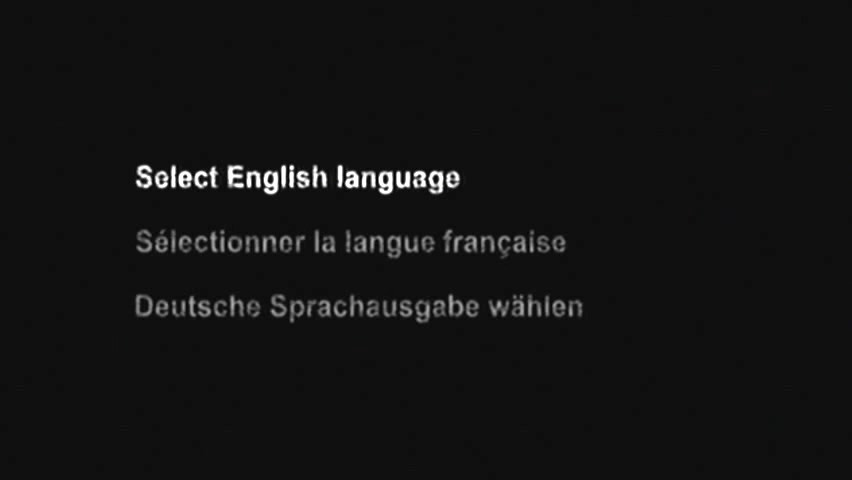 Select English language
Sélectionner la langue française
Deutsche Sprachausgabe wählen